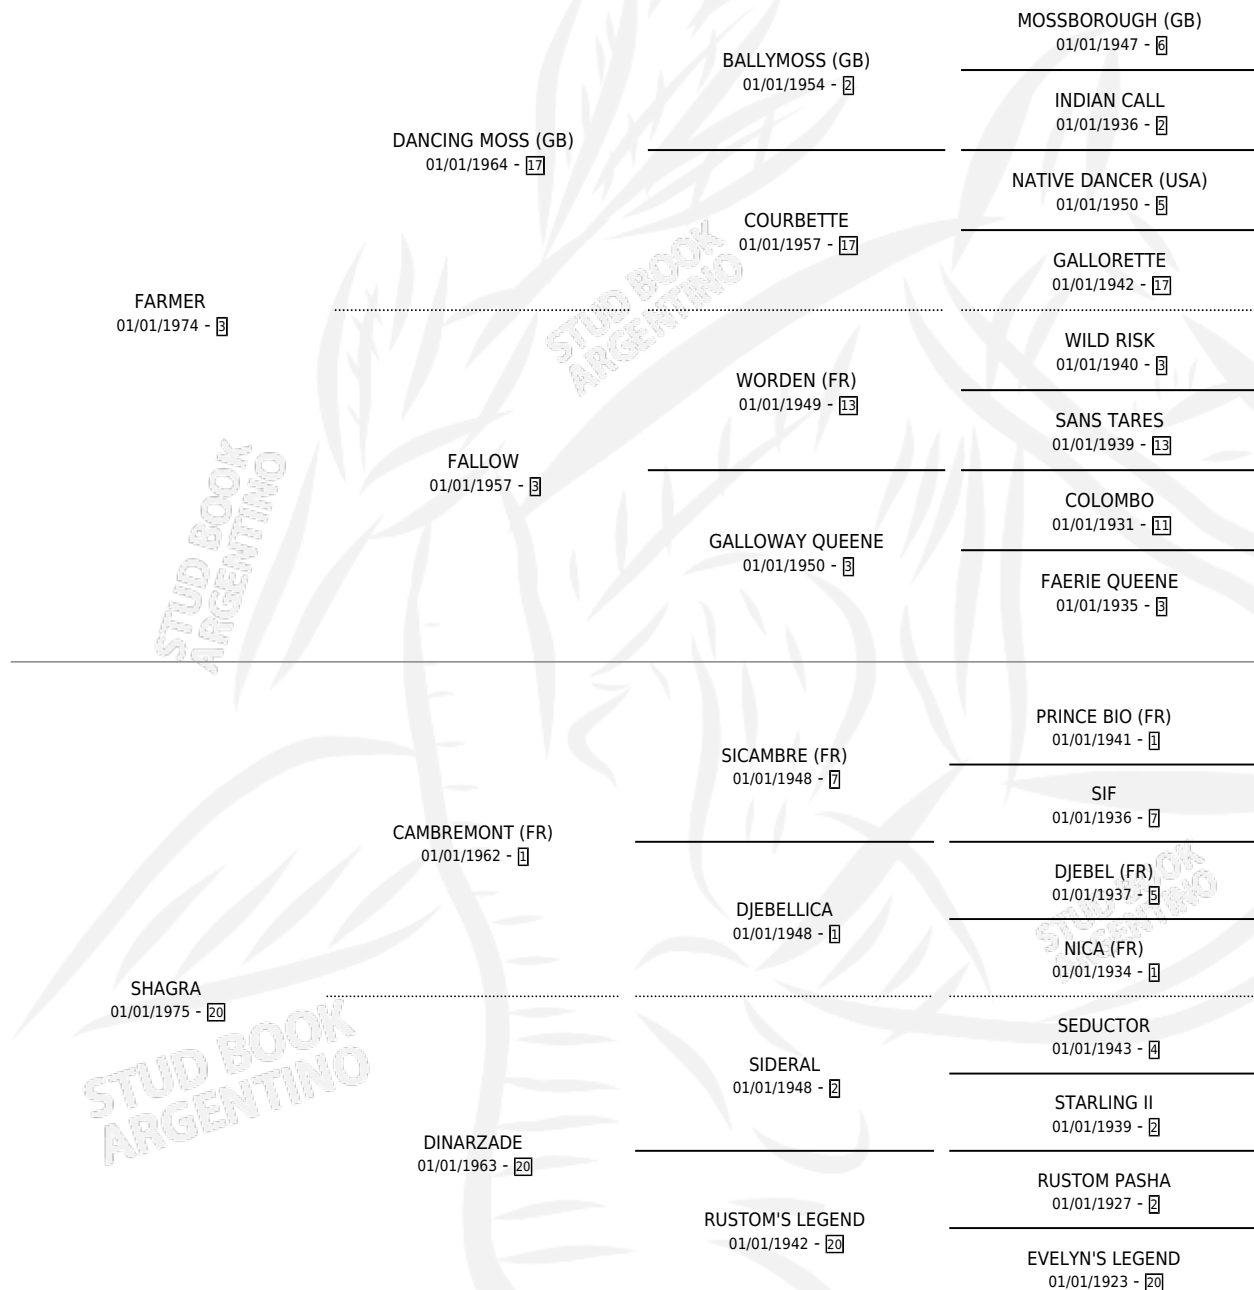 MOSSBOROUGH (GB)
01/01/1947 - 6
BALLYMOSS (GB)
01/01/1954 - 2
INDIAN CALL
01/01/1936 - 2
DANCING MOSS (GB)
01/01/1964 - 17
NATIVE DANCER (USA)
01/01/1950 - 5
COURBETTE
01/01/1957 - 17
GALLORETTE
01/01/1942 - 17
FARMER
01/01/1974 - 3
STUD BOOK
ARGENTINO
WILD RISK
01/01/1940 - 3
WORDEN (FR)
01/01/1949 - 13
SANS TARES
01/01/1939 - 13
FALLOW
01/01/1957 - 3
COLOMBO
01/01/1931 - 11
GALLOWAY QUEENE
01/01/1950 - 3
FAERIE QUEENE
01/01/1935 - 3
STUD BOOK
ARGENTINO
PRINCE BIO (FR)
01/01/1941 - 1
SICAMBRE (FR)
01/01/1948 - 7
SIF
01/01/1936 - 7
CAMBREMONT (FR)
01/01/1962 - 1
DJEBEL (FR)
01/01/1937 - 5
STUD BOOK
ARGENTINO
DJEBELLICA
01/01/1948 - 1
NICA (FR)
01/01/1934 - 1
SHAGRA
01/01/1975 - 20
SEDUCTOR
01/01/1943 - 4
SIDERAL
01/01/1948 - 2
STARLING II
01/01/1939 - 2
STUD BOOK
ARGENTINO
DINARZADE
01/01/1963 - 20
RUSTOM PASHA
01/01/1927 - 2
RUSTOM'S LEGEND
01/01/1942 - 20
EVELYN'S LEGEND
01/01/1923 - 20